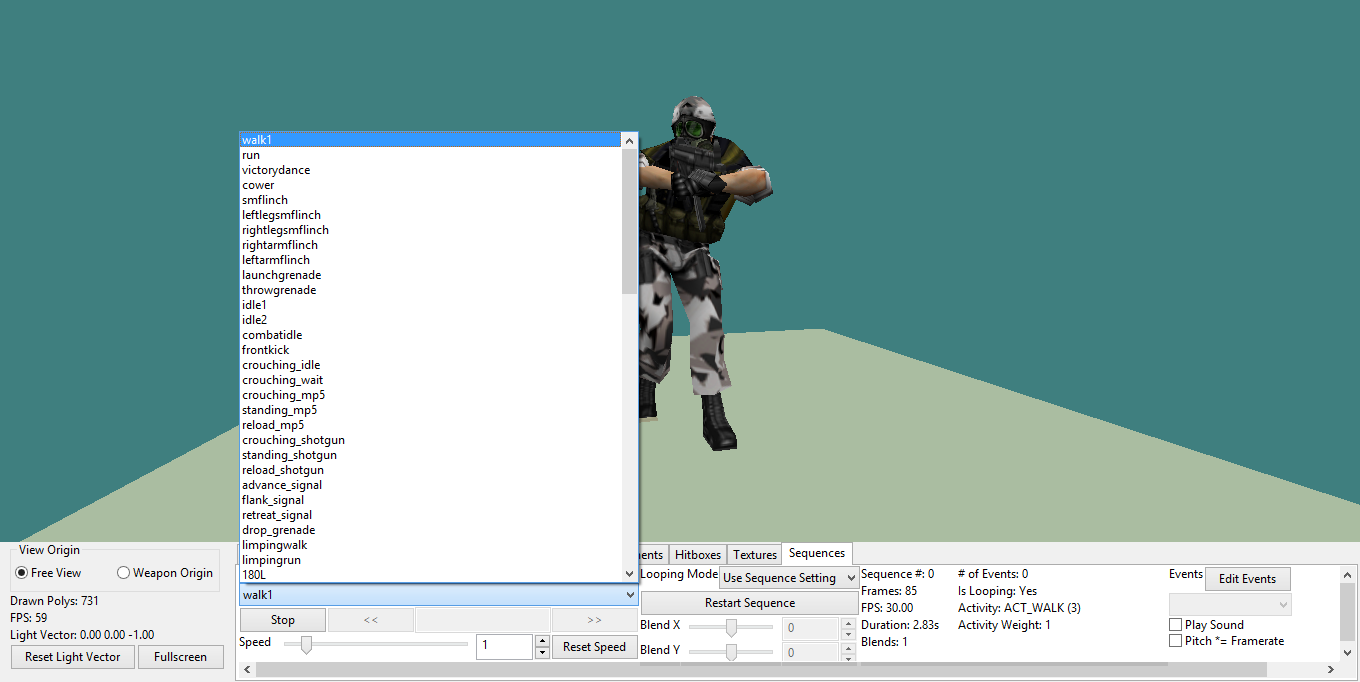 walk1
run
victorydance
cower
smflinch
leftlegsmflinch
rightlegsmflinch
rightarmflinch
leftarmflinch
launchgrenade
throwgrenade
idle1
idle2
combatidle
frontkick
crouching_idle
crouching_wait
crouching_mp5
standing_mp5
reload_mp5
crouching_shotgun
standing_shotgun
reload_shotgun
advance_signal
flank_signal
retreat_signal
drop_grenade
limpingwalk
limpingrun
180L
View Origin
Free View Weapon Origin
Drawn Polys: 731
FPS: 59
Light Vector: 0.00 0.00 -1.00
Reset Light Vector Fullscreen
walk1
Stop << >>
Speed 1 Reset Speed
ents Hitboxes Textures Sequences
Looping Mode Use Sequence Setting
Restart Sequence
Blend X 0
Blend Y 0
Sequence #: 0
Frames: 85
FPS: 30.00
Duration: 2.83s
Blends: 1
# of Events: 0
Is Looping: Yes
Activity: ACT_WALK (3)
Activity Weight: 1
Events Edit Events
Play Sound
Pitch *= Framerate